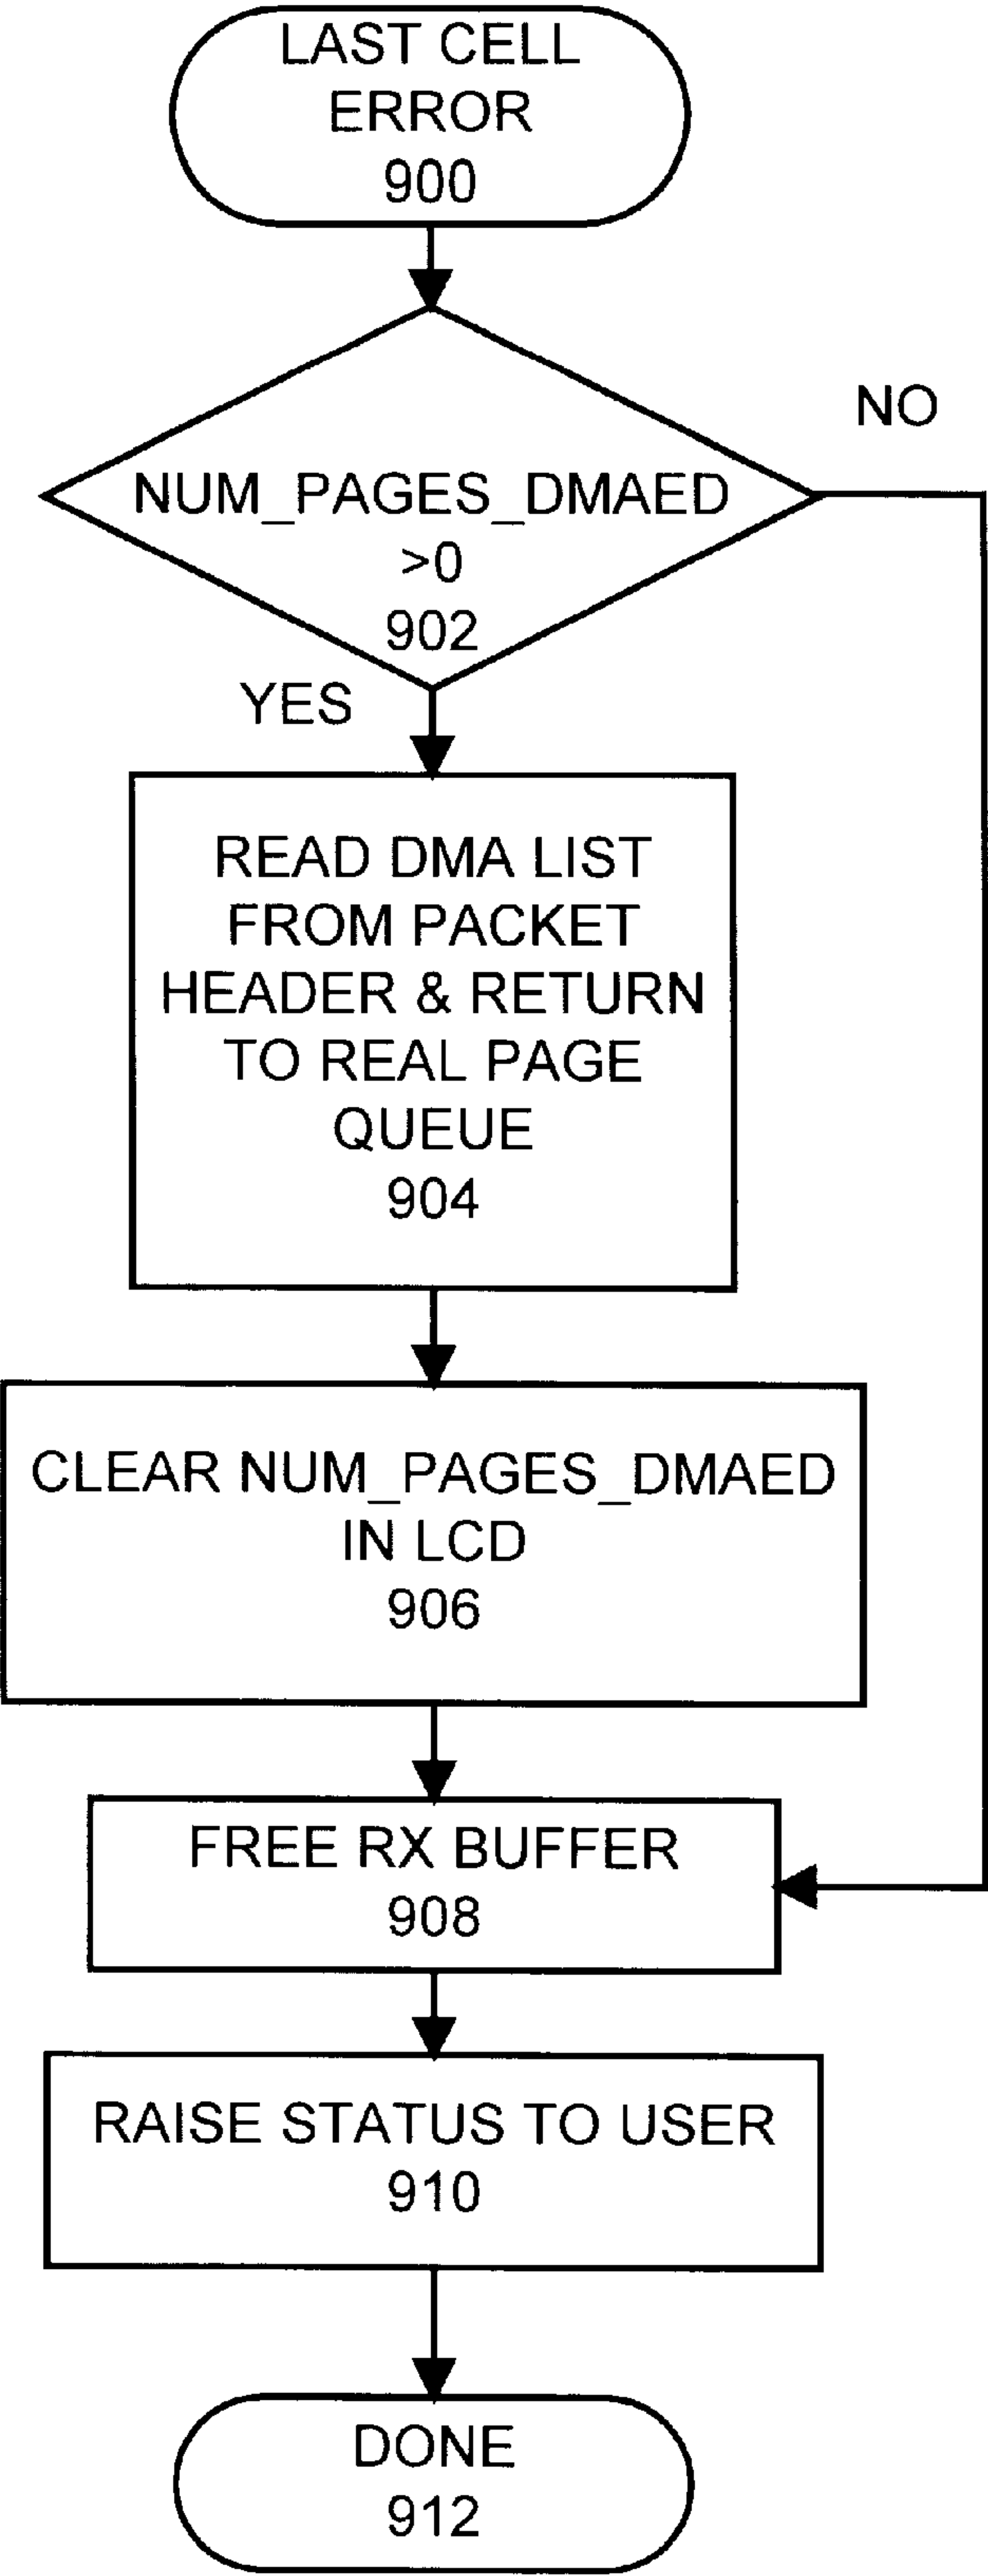 LAST CELL
ERROR
900
NO
NUM_PAGES_DMAED
>0
902
YES
READ DMA LIST
FROM PACKET
HEADER & RETURN
TO REAL PAGE
QUEUE
904
CLEAR NUM_PAGES_DMAED
IN LCD
906
FREE RX BUFFER
908
RAISE STATUS TO USER
910
DONE
912